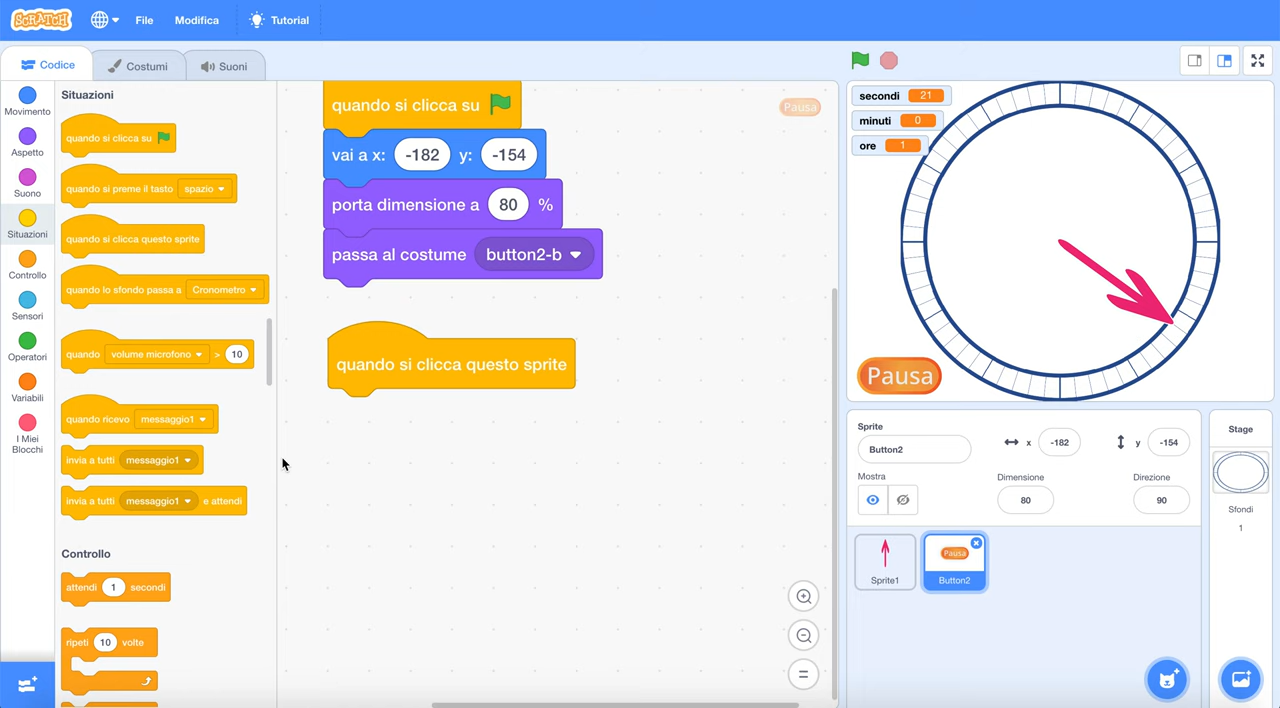 SCRATCH
File
Modifica
Tutorial
Codice
Costumi
Suoni
Movimento
Aspetto
Suono
Situazioni
Controllo
Sensori
Operatori
Variabili
I Miei
Blocchi
Situazioni
quando si clicca su
quando si preme il tasto spazio
quando si clicca questo sprite
quando lo sfondo passa a Cronometro
quando volume microfono > 10
quando ricevo messaggio1
invia a tutti messaggio1
invia a tutti messaggio1 e attendi
Controllo
attendi 1 secondi
ripeti 10 volte
quando si clicca su
vai a x: -182 y: -154
porta dimensione a 80 %
passa al costume button2-b
quando si clicca questo sprite
Pausa
secondi 21
minuti 0
ore 1
Pausa
Sprite
Button2
x -182
y -154
Mostra
Dimensione
80
Direzione
90
Sprite1
Pausa
Button2
Stage
Sfondi
1